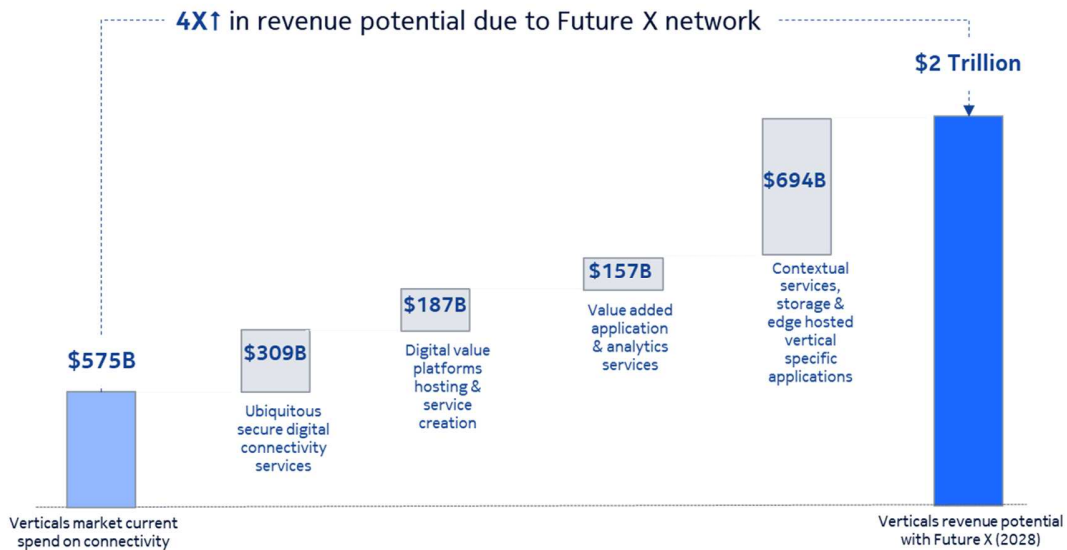 4X↑ in revenue potential due to Future X network
$2 Trillion
$694B
Contextual
services,
storage &
edge hosted
vertical
specific
applications
$157B
Value added
application
& analytics
services
$187B
Digital value
platforms
hosting &
service
creation
$309B
Ubiquitous
secure digital
connectivity
services
$575B
Verticals market current
spend on connectivity
Verticals revenue potential
with Future X (2028)